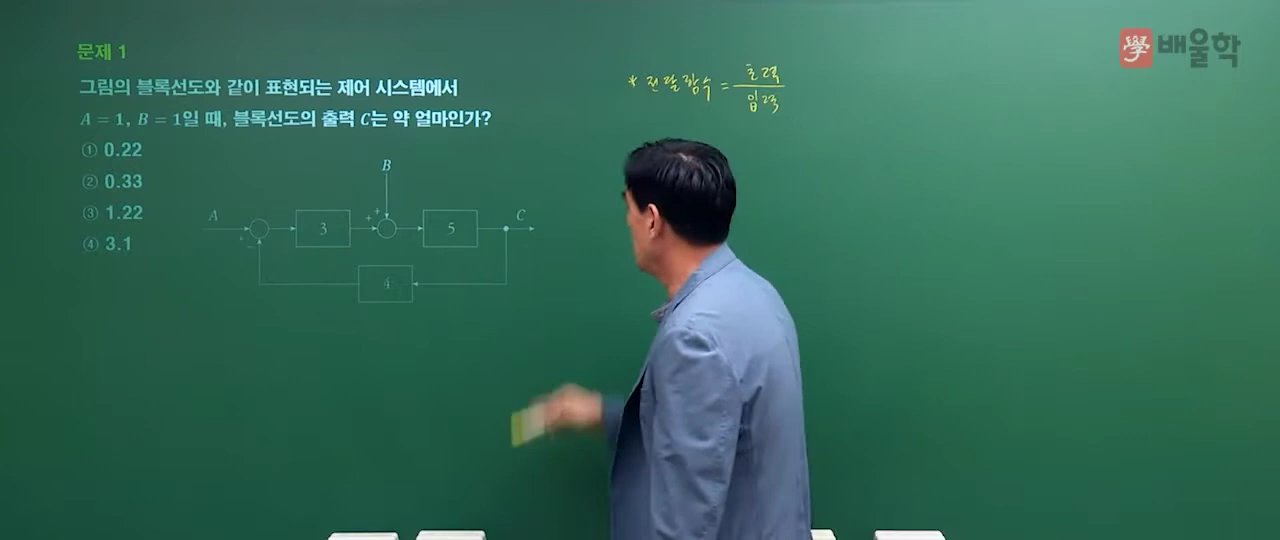 문제 1
그림의 블록선도와 같이 표현되는 제어 시스템에서
A = 1, B = 1일 때, 블록선도의 출력 C는 약 얼마인가?
① 0.22
② 0.33
③ 1.22
④ 3.1
B
A
+
+
C
3
5
+
−
4
* 전달함수 = 출력
입력
學 배울학